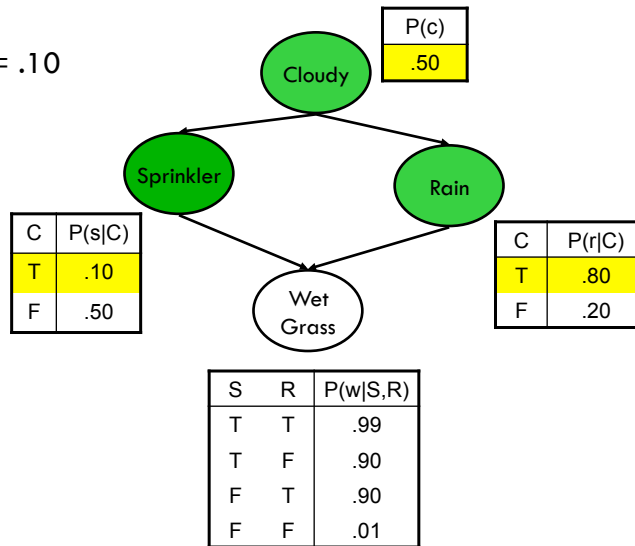 = .10
P(c)
.50
Cloudy
Sprinkler
Rain
C P(s|C)
T .10
F .50
C P(r|C)
T .80
F .20
Wet
Grass
S R P(w|S,R)
T T .99
T F .90
F T .90
F F .01